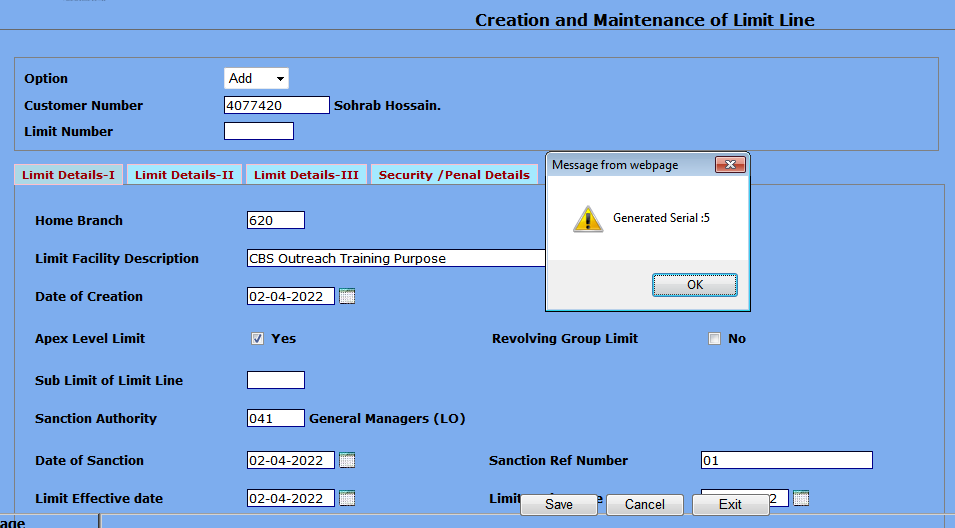 Creation and Maintenance of Limit Line
Option Add
Customer Number 4077420 Sohrab Hossain.
Limit Number
Limit Details-I Limit Details-II Limit Details-III Security /Penal Details
Message from webpage
Generated Serial :5
OK
Home Branch 620
Limit Facility Description CBS Outreach Training Purpose
Date of Creation 02-04-2022
Apex Level Limit Yes Revolving Group Limit No
Sub Limit of Limit Line
Sanction Authority 041 General Managers (LO)
Date of Sanction 02-04-2022 Sanction Ref Number 01
Limit Effective date 02-04-2022 Limit
Save Cancel Exit
age